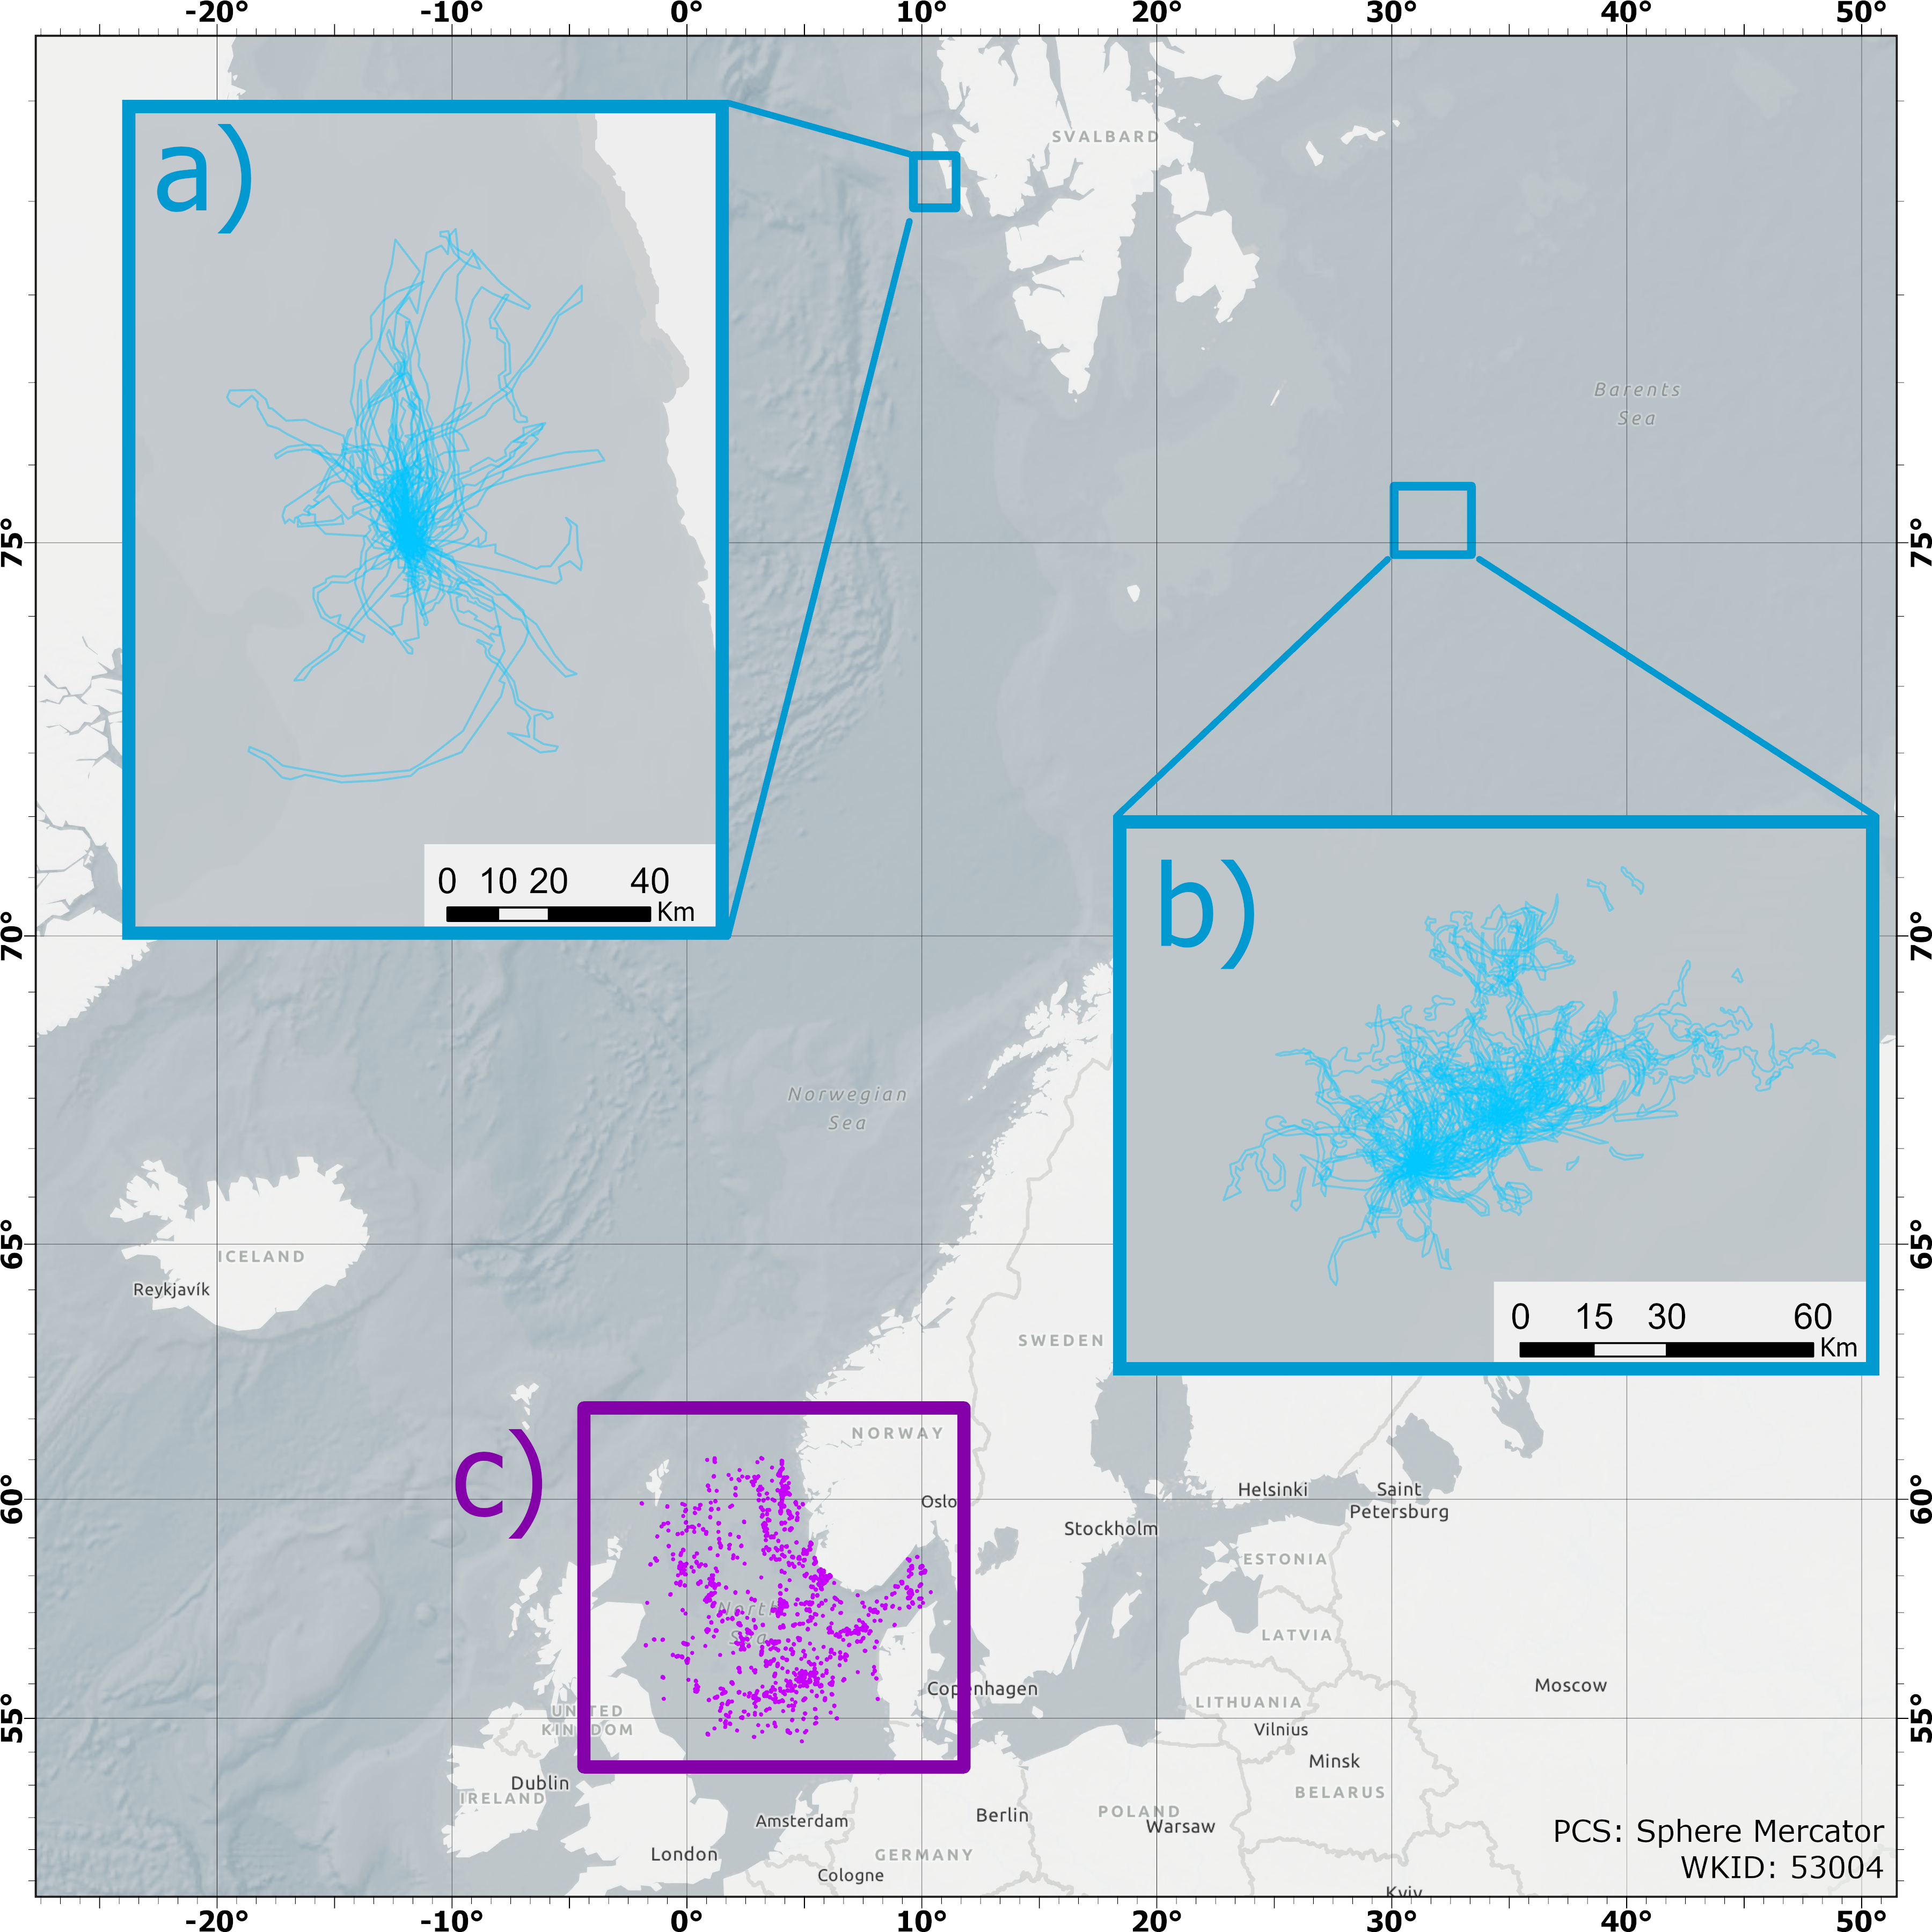 -20° -10° 0° 10° 20° 30° 40° 50°
a)
SVALBARD
Barents
Sea
75° 75°
0 10 20 40
Km
70° 70°
b)
Norwegian
Sea
65° 65°
ICELAND
Reykjavík
0 15 30 60
Km
SWEDEN
c)
NORWAY
60° 60°
Oslo
Helsinki
Saint
Petersburg
Stockholm
ESTONIA
North
Sea
LATVIA
Moscow
Copenhagen
LITHUANIA
55° 55°
UNITED
KINGDOM
Vilnius
Minsk
Dublin
IRELAND
BELARUS
Amsterdam
Berlin
POLAND
Warsaw
London
GERMANY
Cologne
PCS: Sphere Mercator
WKID: 53004
Kyiv
-20° -10° 0° 10° 20° 30° 40° 50°